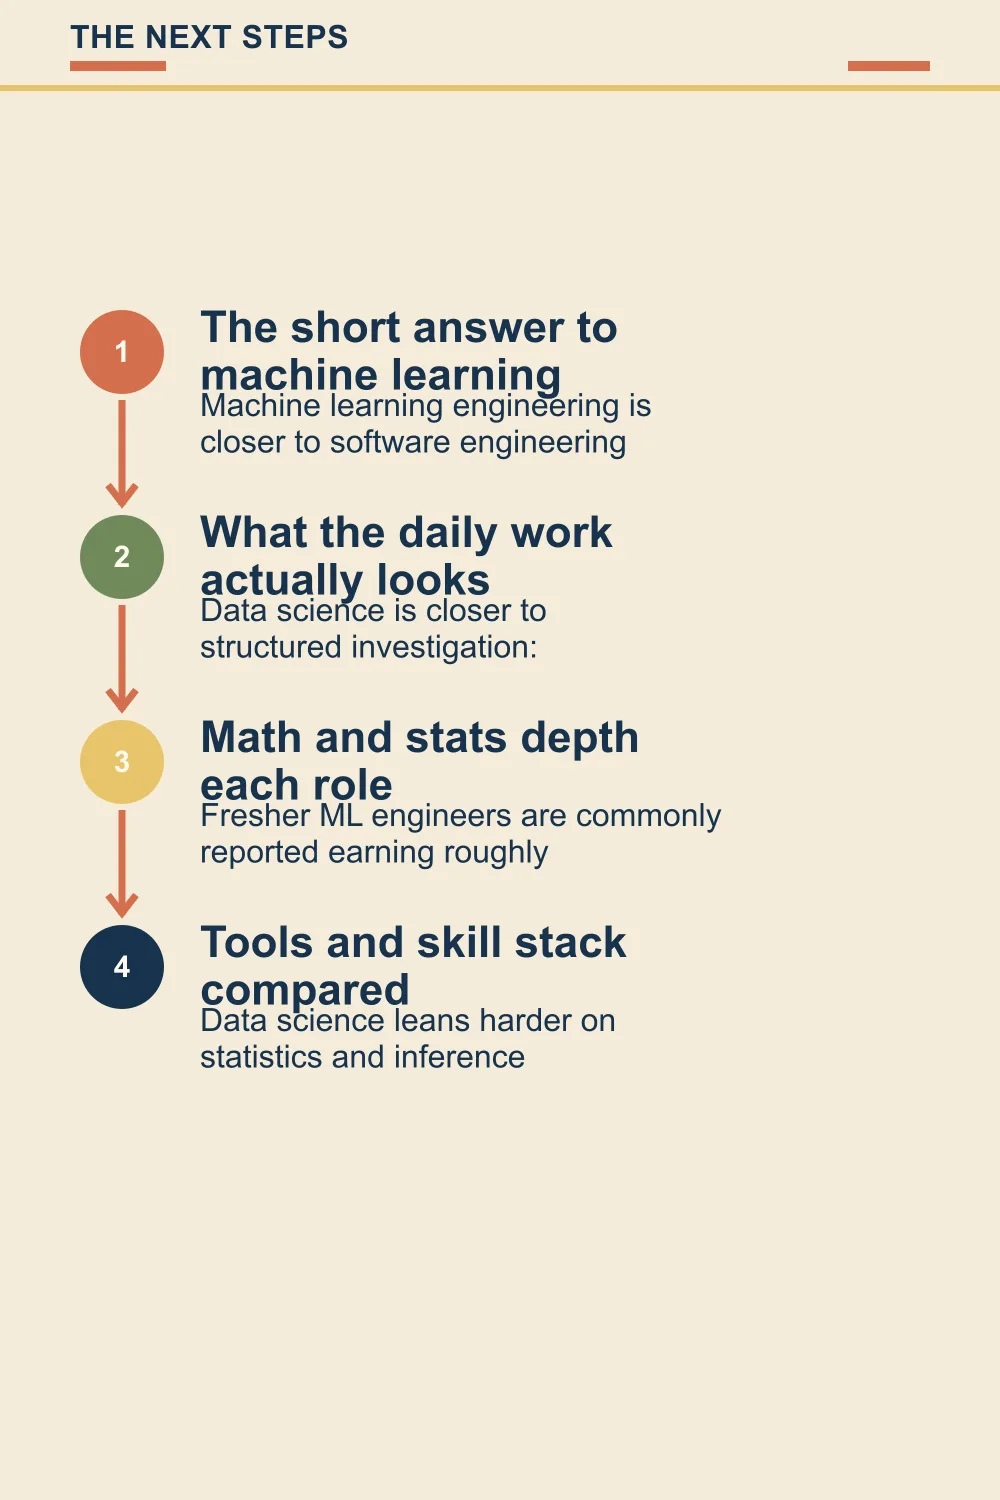 THE NEXT STEPS
1
The short answer to
machine learning
Machine learning engineering is
closer to software engineering
2
What the daily work
actually looks
Data science is closer to
structured investigation:
3
Math and stats depth
each role
Fresher ML engineers are commonly
reported earning roughly
4
Tools and skill stack
compared
Data science leans harder on
statistics and inference